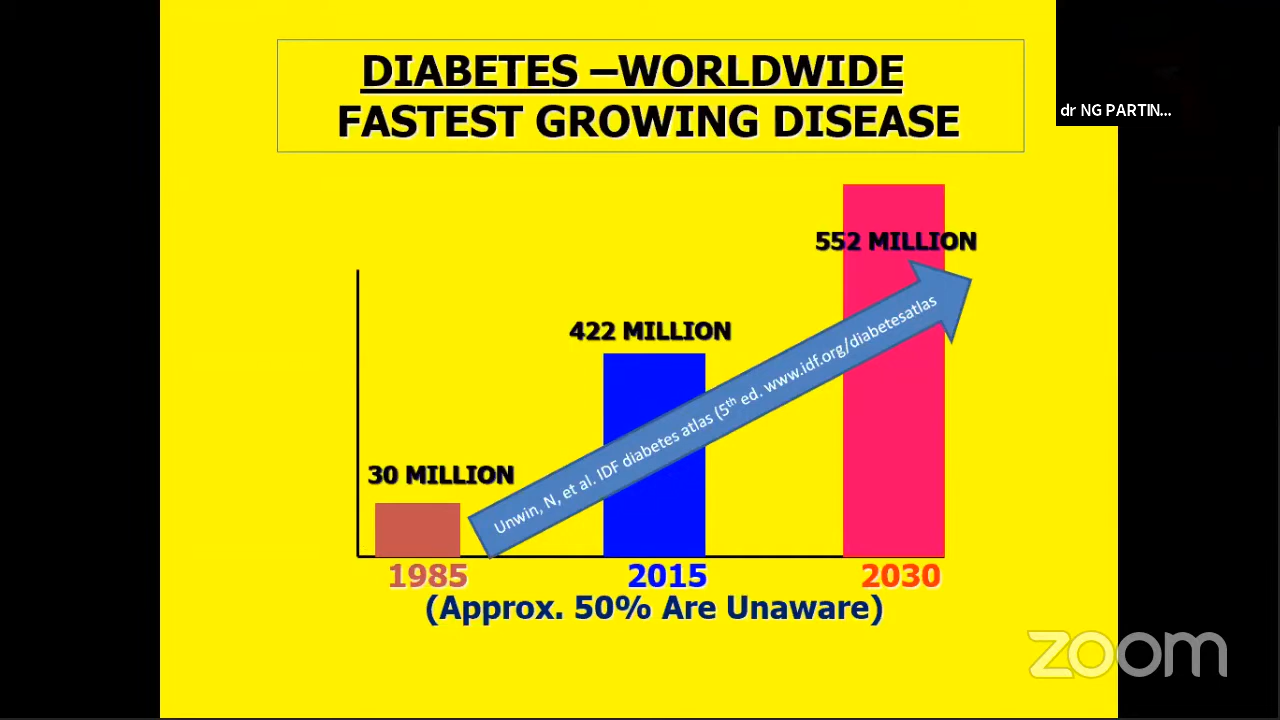 DIABETES –WORLDWIDE
FASTEST GROWING DISEASE
dr NG PARTIN...
552 MILLION
422 MILLION
30 MILLION
Unwin, N, et al. IDF diabetes atlas (5th ed. www.idf.org/diabetesatlas
1985 2015 2030
(Approx. 50% Are Unaware)
zoom